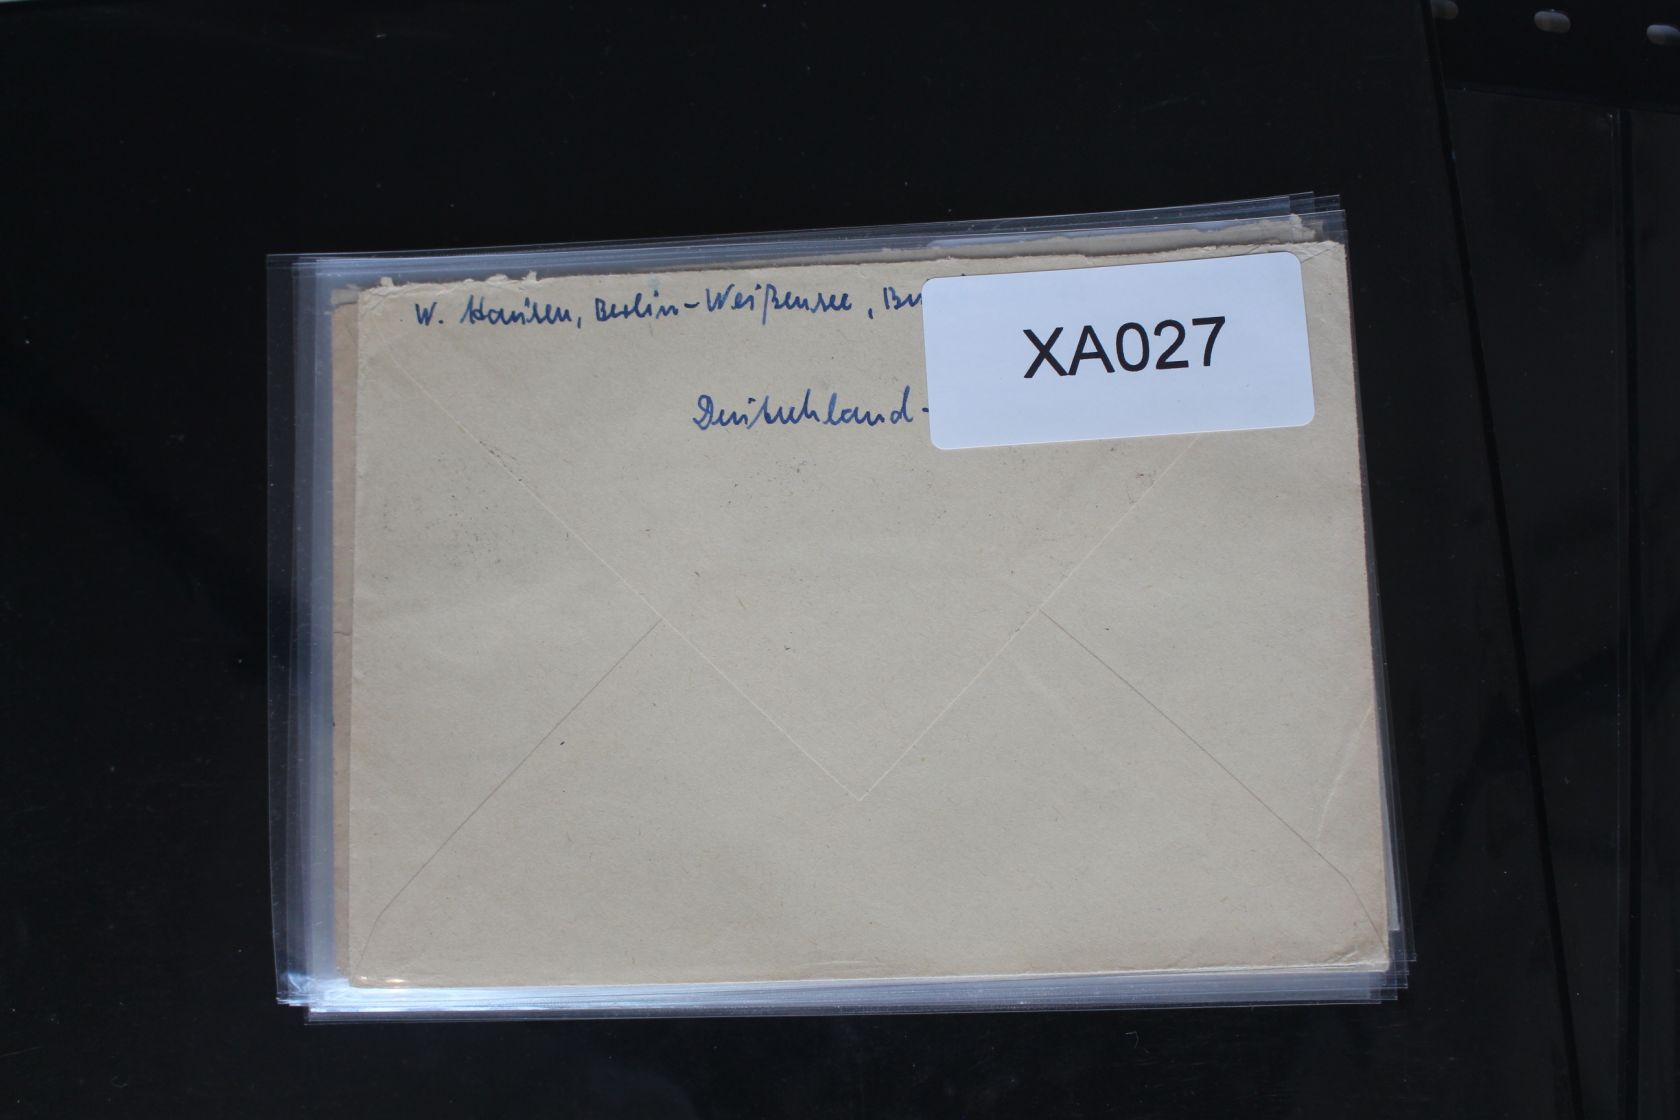 W. Hansen, Berlin-Weißensee,
XA027
Deutschland-